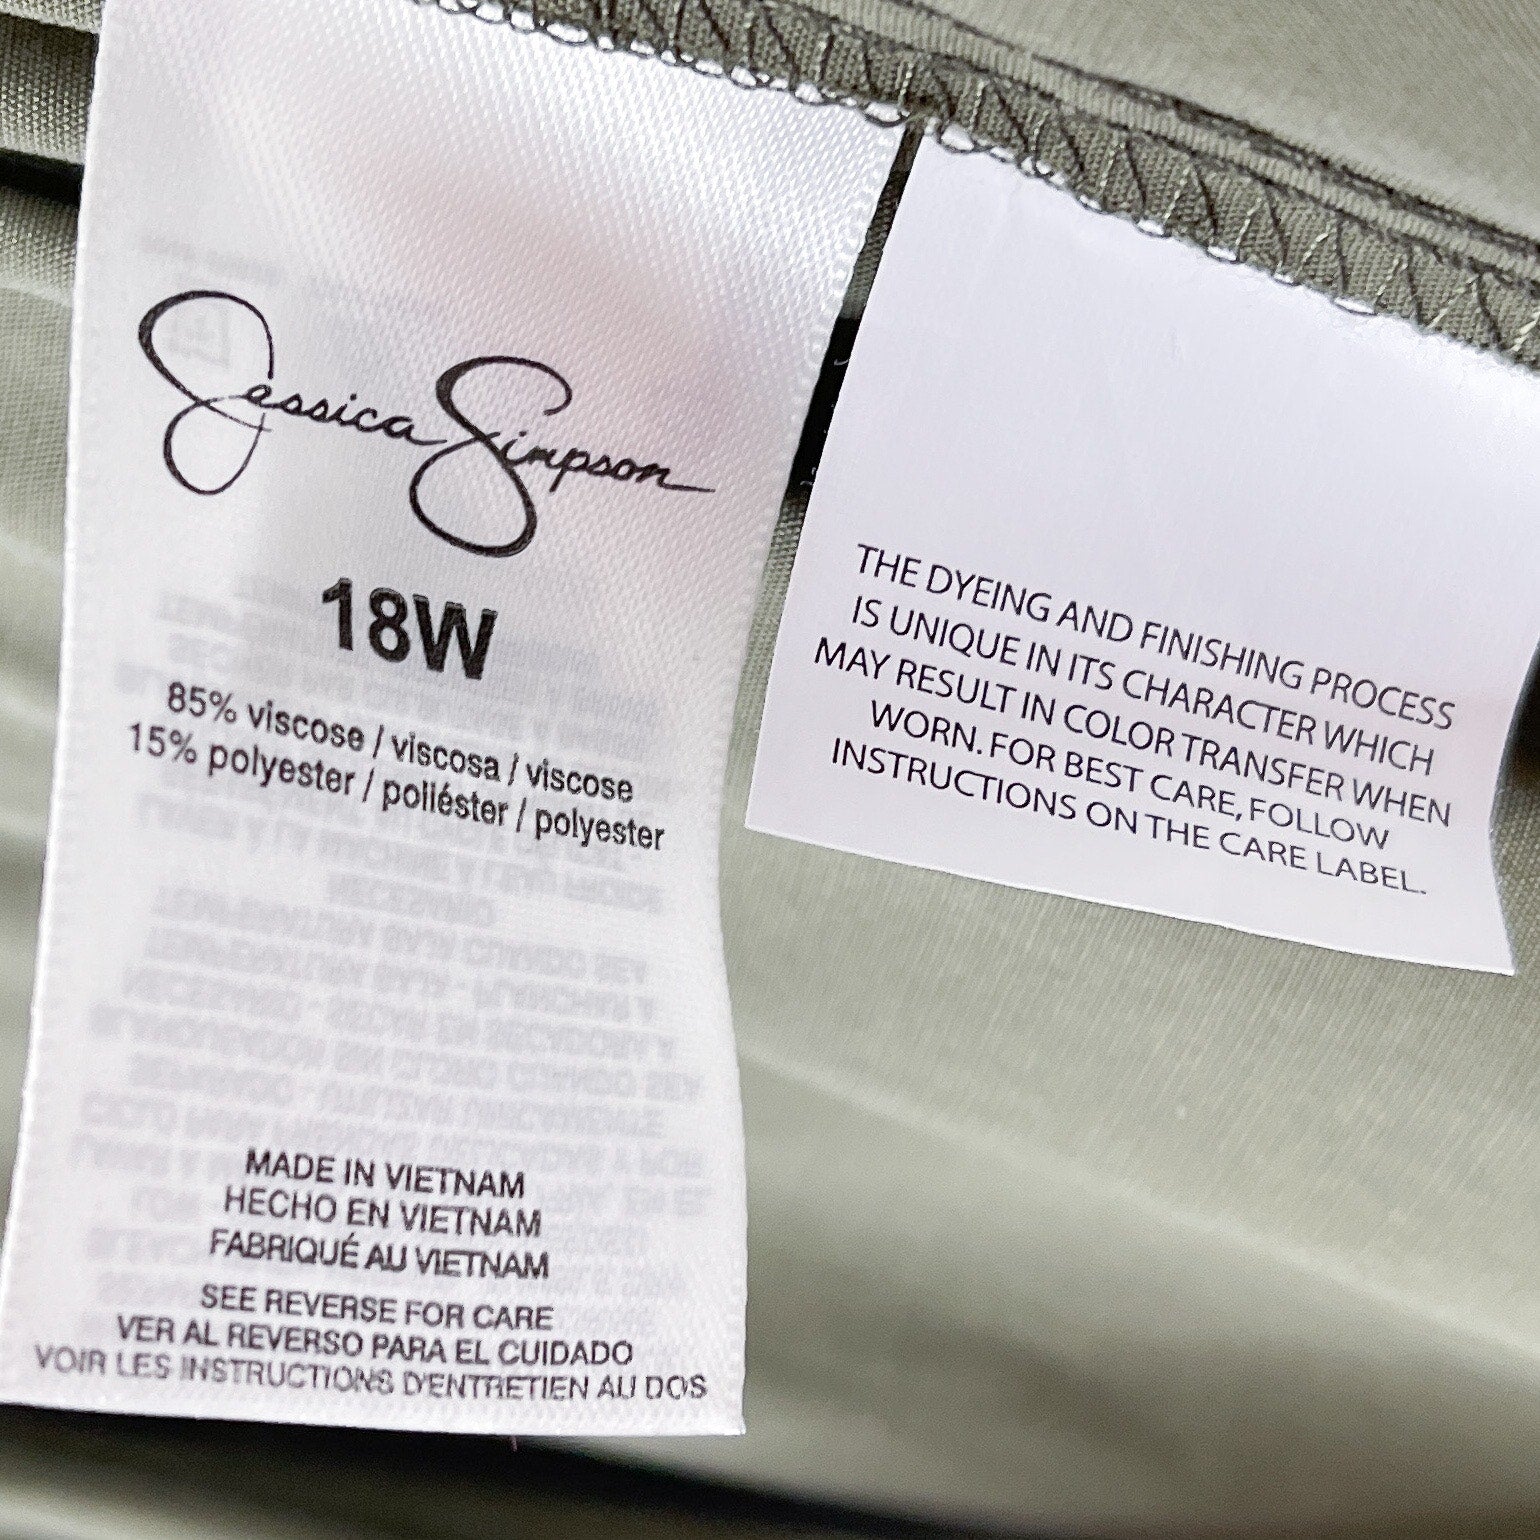 Jessica Simpson
18W
85% viscose / viscosa / viscose
15% polyester / poliéster / polyester
MADE IN VIETNAM
HECHO EN VIETNAM
FABRIQUÉ AU VIETNAM
SEE REVERSE FOR CARE
VER AL REVERSO PARA EL CUIDADO
VOIR LES INSTRUCTIONS D'ENTRETIEN AU DOS
THE DYEING AND FINISHING PROCESS
IS UNIQUE IN ITS CHARACTER WHICH
MAY RESULT IN COLOR TRANSFER WHEN
WORN. FOR BEST CARE, FOLLOW
INSTRUCTIONS ON THE CARE LABEL.